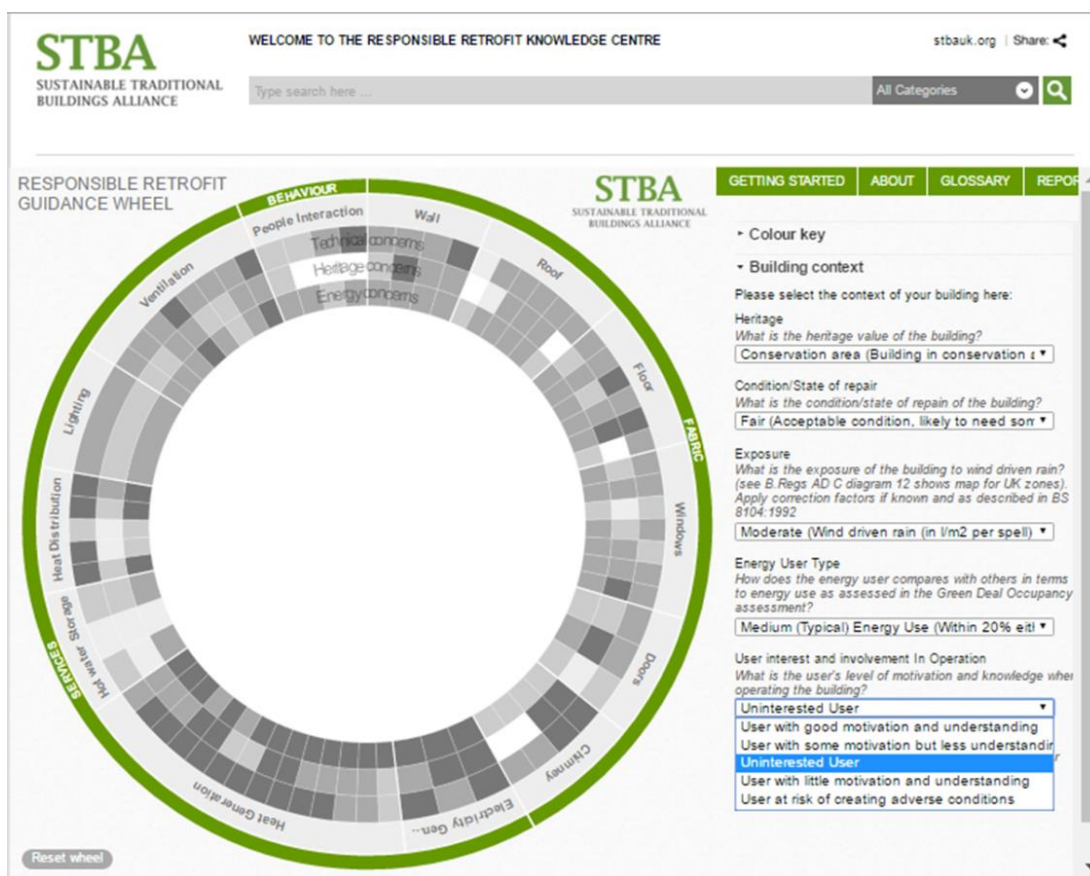 STBA
SUSTAINABLE TRADITIONAL
BUILDINGS ALLIANCE
WELCOME TO THE RESPONSIBLE RETROFIT KNOWLEDGE CENTRE
stbauk.org | Share:
Type search here ...
All Categories
RESPONSIBLE RETROFIT
GUIDANCE WHEEL
STBA
SUSTAINABLE TRADITIONAL
BUILDINGS ALLIANCE
BEHAVIOUR
People Interaction
Wall
Roof
Floor
FABRIC
Windows
Doors
Chimney
Electricity Gen...
Heat Generation
Hot water Storage
SERVICES
Heat Distribution
Lighting
Ventilation
Technical concerns
Heritage concerns
Energy concerns
Reset wheel
GETTING STARTED
ABOUT
GLOSSARY
REPOR
Colour key
Building context
Please select the context of your building here:
Heritage
What is the heritage value of the building?
Conservation area (Building in conservation a
Condition/State of repair
What is the condition/state of repair of the building?
Fair (Acceptable condition, likely to need som
Exposure
What is the exposure of the building to wind driven rain?
(see B.Regs AD C diagram 12 shows map for UK zones).
Apply correction factors if known and as described in BS
8104:1992
Moderate (Wind driven rain (in l/m2 per spell)
Energy User Type
How does the energy user compares with others in terms
to energy use as assessed in the Green Deal Occupancy
assessment?
Medium (Typical) Energy Use (Within 20% eith
User interest and involvement In Operation
What is the user's level of motivation and knowledge when
operating the building?
Uninterested User
User with good motivation and understanding
User with some motivation but less understandin
Uninterested User
User with little motivation and understanding
User at risk of creating adverse conditions